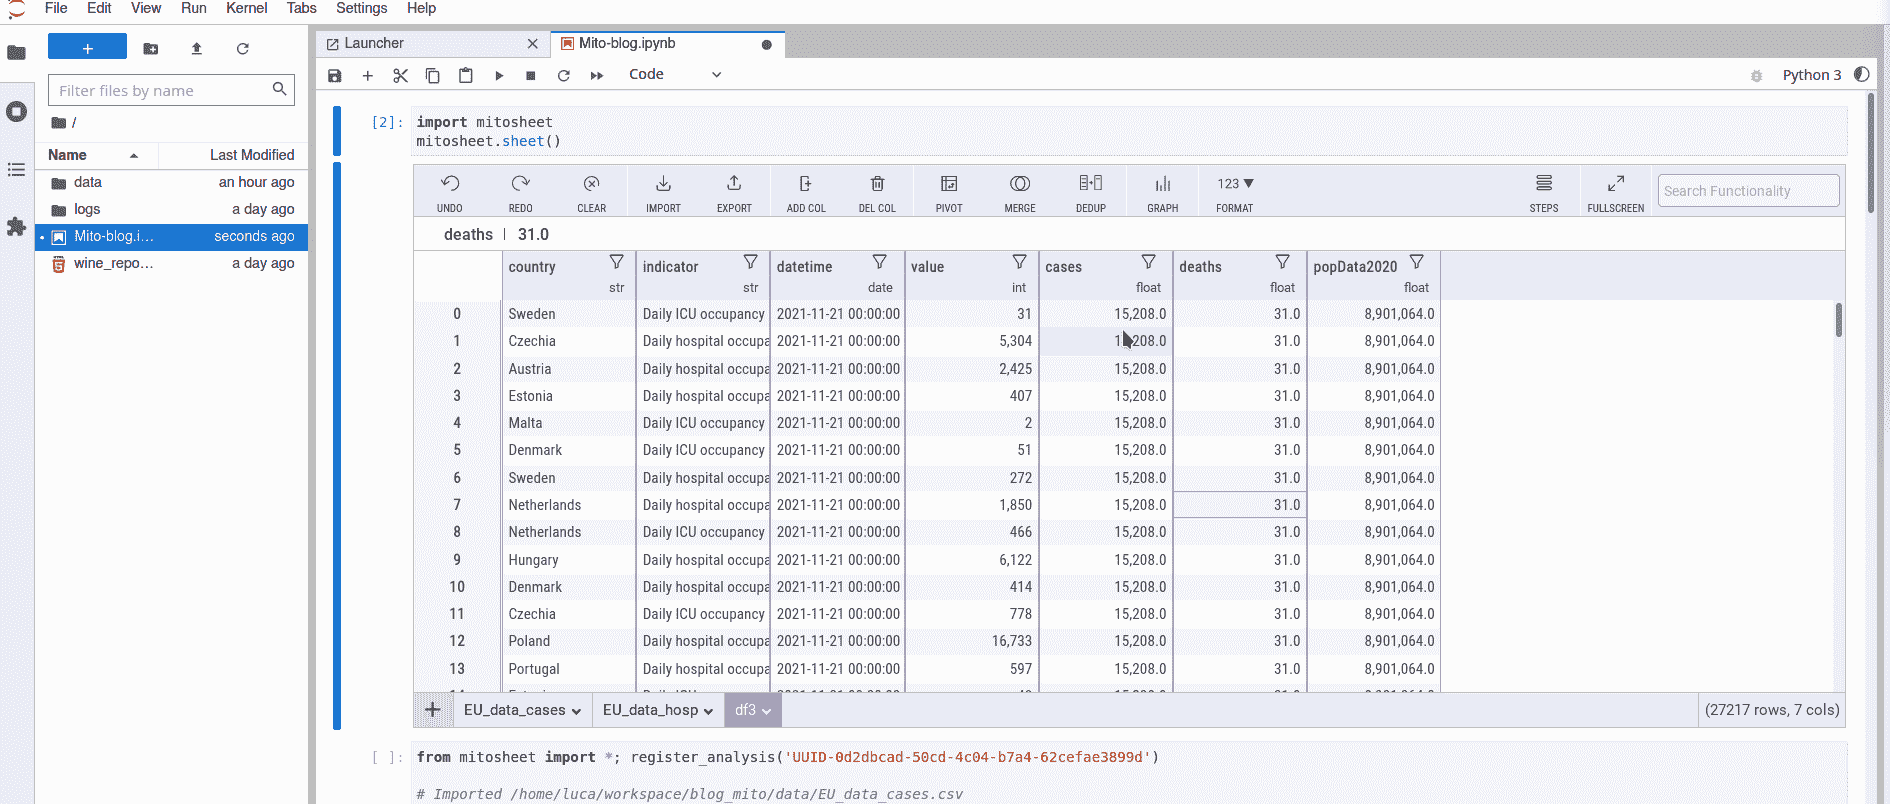 File Edit View Run Kernel Tabs Settings Help
+
Filter files by name
/
Name Last Modified
data an hour ago
logs a day ago
Mito-blog.i... seconds ago
wine_repo... a day ago
Launcher
Mito-blog.ipynb
Code
Python 3
[2]: import mitosheet
mitosheet.sheet()
UNDO REDO CLEAR IMPORT EXPORT ADD COL DEL COL PIVOT MERGE DEDUP GRAPH 123 FORMAT STEPS FULLSCREEN Search Functionality
deaths | 31.0
country indicator datetime value cases deaths popData2020
str str date int float float float
0 Sweden Daily ICU occupancy 2021-11-21 00:00:00 31 15,208.0 31.0 8,901,064.0
1 Czechia Daily hospital occupa 2021-11-21 00:00:00 5,304 15,208.0 31.0 8,901,064.0
2 Austria Daily hospital occupa 2021-11-21 00:00:00 2,425 15,208.0 31.0 8,901,064.0
3 Estonia Daily hospital occupa 2021-11-21 00:00:00 407 15,208.0 31.0 8,901,064.0
4 Malta Daily ICU occupancy 2021-11-21 00:00:00 2 15,208.0 31.0 8,901,064.0
5 Denmark Daily ICU occupancy 2021-11-21 00:00:00 51 15,208.0 31.0 8,901,064.0
6 Sweden Daily hospital occupa 2021-11-21 00:00:00 272 15,208.0 31.0 8,901,064.0
7 Netherlands Daily hospital occupa 2021-11-21 00:00:00 1,850 15,208.0 31.0 8,901,064.0
8 Netherlands Daily ICU occupancy 2021-11-21 00:00:00 466 15,208.0 31.0 8,901,064.0
9 Hungary Daily hospital occupa 2021-11-21 00:00:00 6,122 15,208.0 31.0 8,901,064.0
10 Denmark Daily hospital occupa 2021-11-21 00:00:00 414 15,208.0 31.0 8,901,064.0
11 Czechia Daily ICU occupancy 2021-11-21 00:00:00 778 15,208.0 31.0 8,901,064.0
12 Poland Daily hospital occupa 2021-11-21 00:00:00 16,733 15,208.0 31.0 8,901,064.0
13 Portugal Daily hospital occupa 2021-11-21 00:00:00 597 15,208.0 31.0 8,901,064.0
+ EU_data_cases EU_data_hosp df3 (27217 rows, 7 cols)
[ ]: from mitosheet import *; register_analysis('UUID-0d2dbcad-50cd-4c04-b7a4-62cefae3899d')
# Imported /home/luca/workspace/blog_mito/data/EU_data_cases.csv